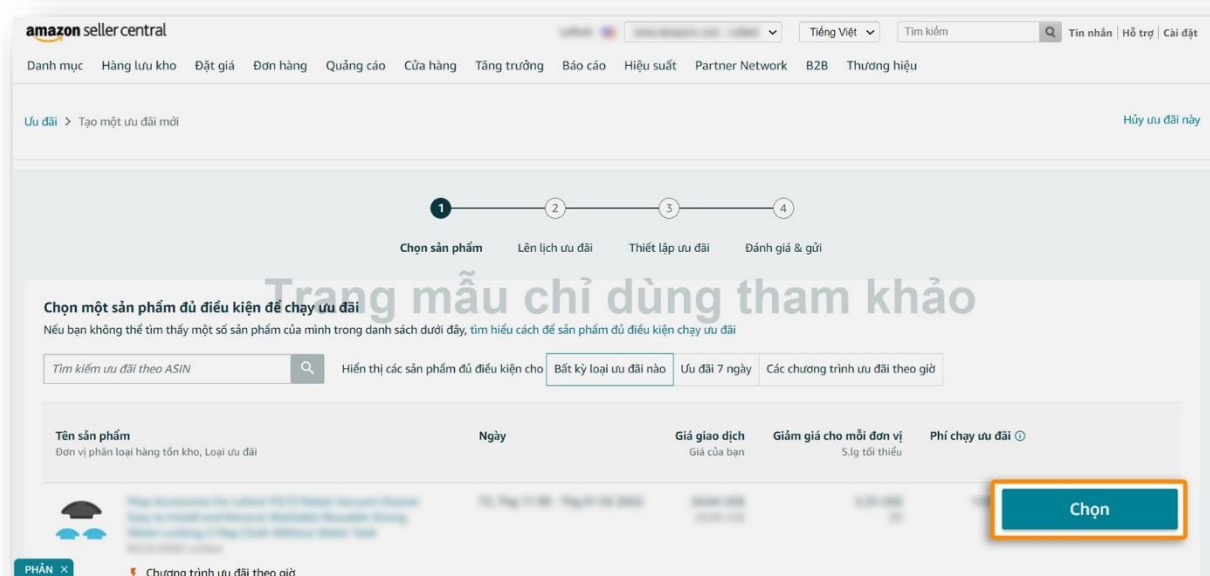 amazon seller central
Tiếng Việt
Tìm kiếm
Tin nhắn | Hỗ trợ | Cài đặt
Danh mục Hàng lưu kho Đặt giá Đơn hàng Quảng cáo Cửa hàng Tăng trưởng Báo cáo Hiệu suất Partner Network B2B Thương hiệu
Ưu đãi > Tạo một ưu đãi mới
Hủy ưu đãi này
1 2 3 4
Chọn sản phẩm Lên lịch ưu đãi Thiết lập ưu đãi Đánh giá & gửi
Trang mẫu chỉ dùng tham khảo
Chọn một sản phẩm đủ điều kiện để chạy ưu đãi
Nếu bạn không thể tìm thấy một số sản phẩm của mình trong danh sách dưới đây, tìm hiểu cách để sản phẩm đủ điều kiện chạy ưu đãi
Tìm kiếm ưu đãi theo ASIN
Hiển thị các sản phẩm đủ điều kiện cho Bất kỳ loại ưu đãi nào Ưu đãi 7 ngày Các chương trình ưu đãi theo giờ
Tên sản phẩm Ngày Giá giao dịch Giảm giá cho mỗi đơn vị Phí chạy ưu đãi
Đơn vị phân loại hàng tồn kho, Loại ưu đãi Giá của bạn S.lg tối thiểu
Chọn
PHẢN ×
Chương trình ưu đãi theo giờ